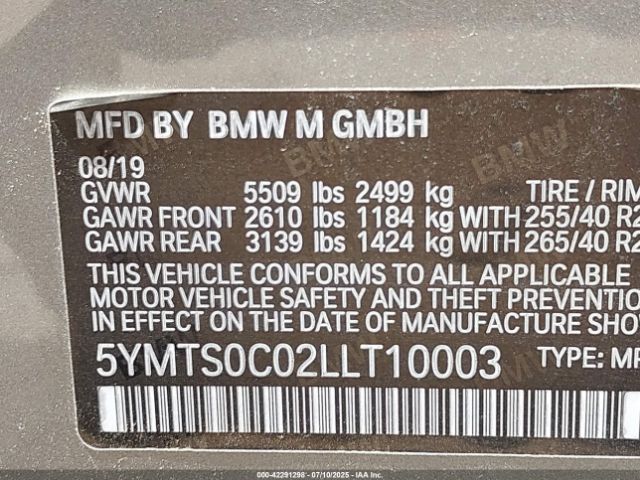 MFD BY BMW M GMBH
08/19
GVWR 5509 lbs 2499 kg TIRE / RIM
GAWR FRONT 2610 lbs 1184 kg WITH 255/40 R2
GAWR REAR 3139 lbs 1424 kg WITH 265/40 R2
THIS VEHICLE CONFORMS TO ALL APPLICABLE
MOTOR VEHICLE SAFETY AND THEFT PREVENTION
IN EFFECT ON THE DATE OF MANUFACTURE SHOW
5YMTS0C02LLT10003 TYPE: MP
000-42291298 07/10/2025 IAA